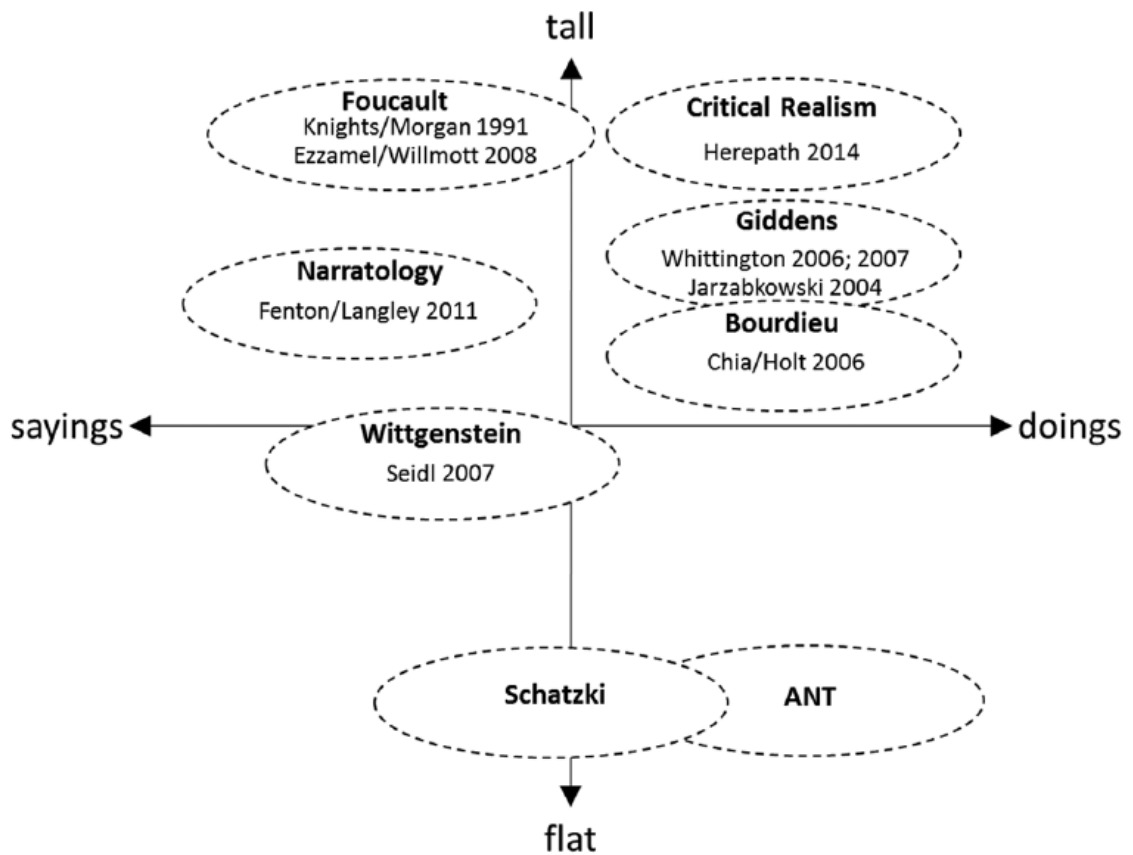 tall
Foucault
Knights/Morgan 1991
Ezzamel/Willmott 2008
Critical Realism
Herepath 2014
Giddens
Whittington 2006; 2007
Jarzabkowski 2004
Narratology
Fenton/Langley 2011
Bourdieu
Chia/Holt 2006
sayings
doings
Wittgenstein
Seidl 2007
Schatzki
ANT
flat